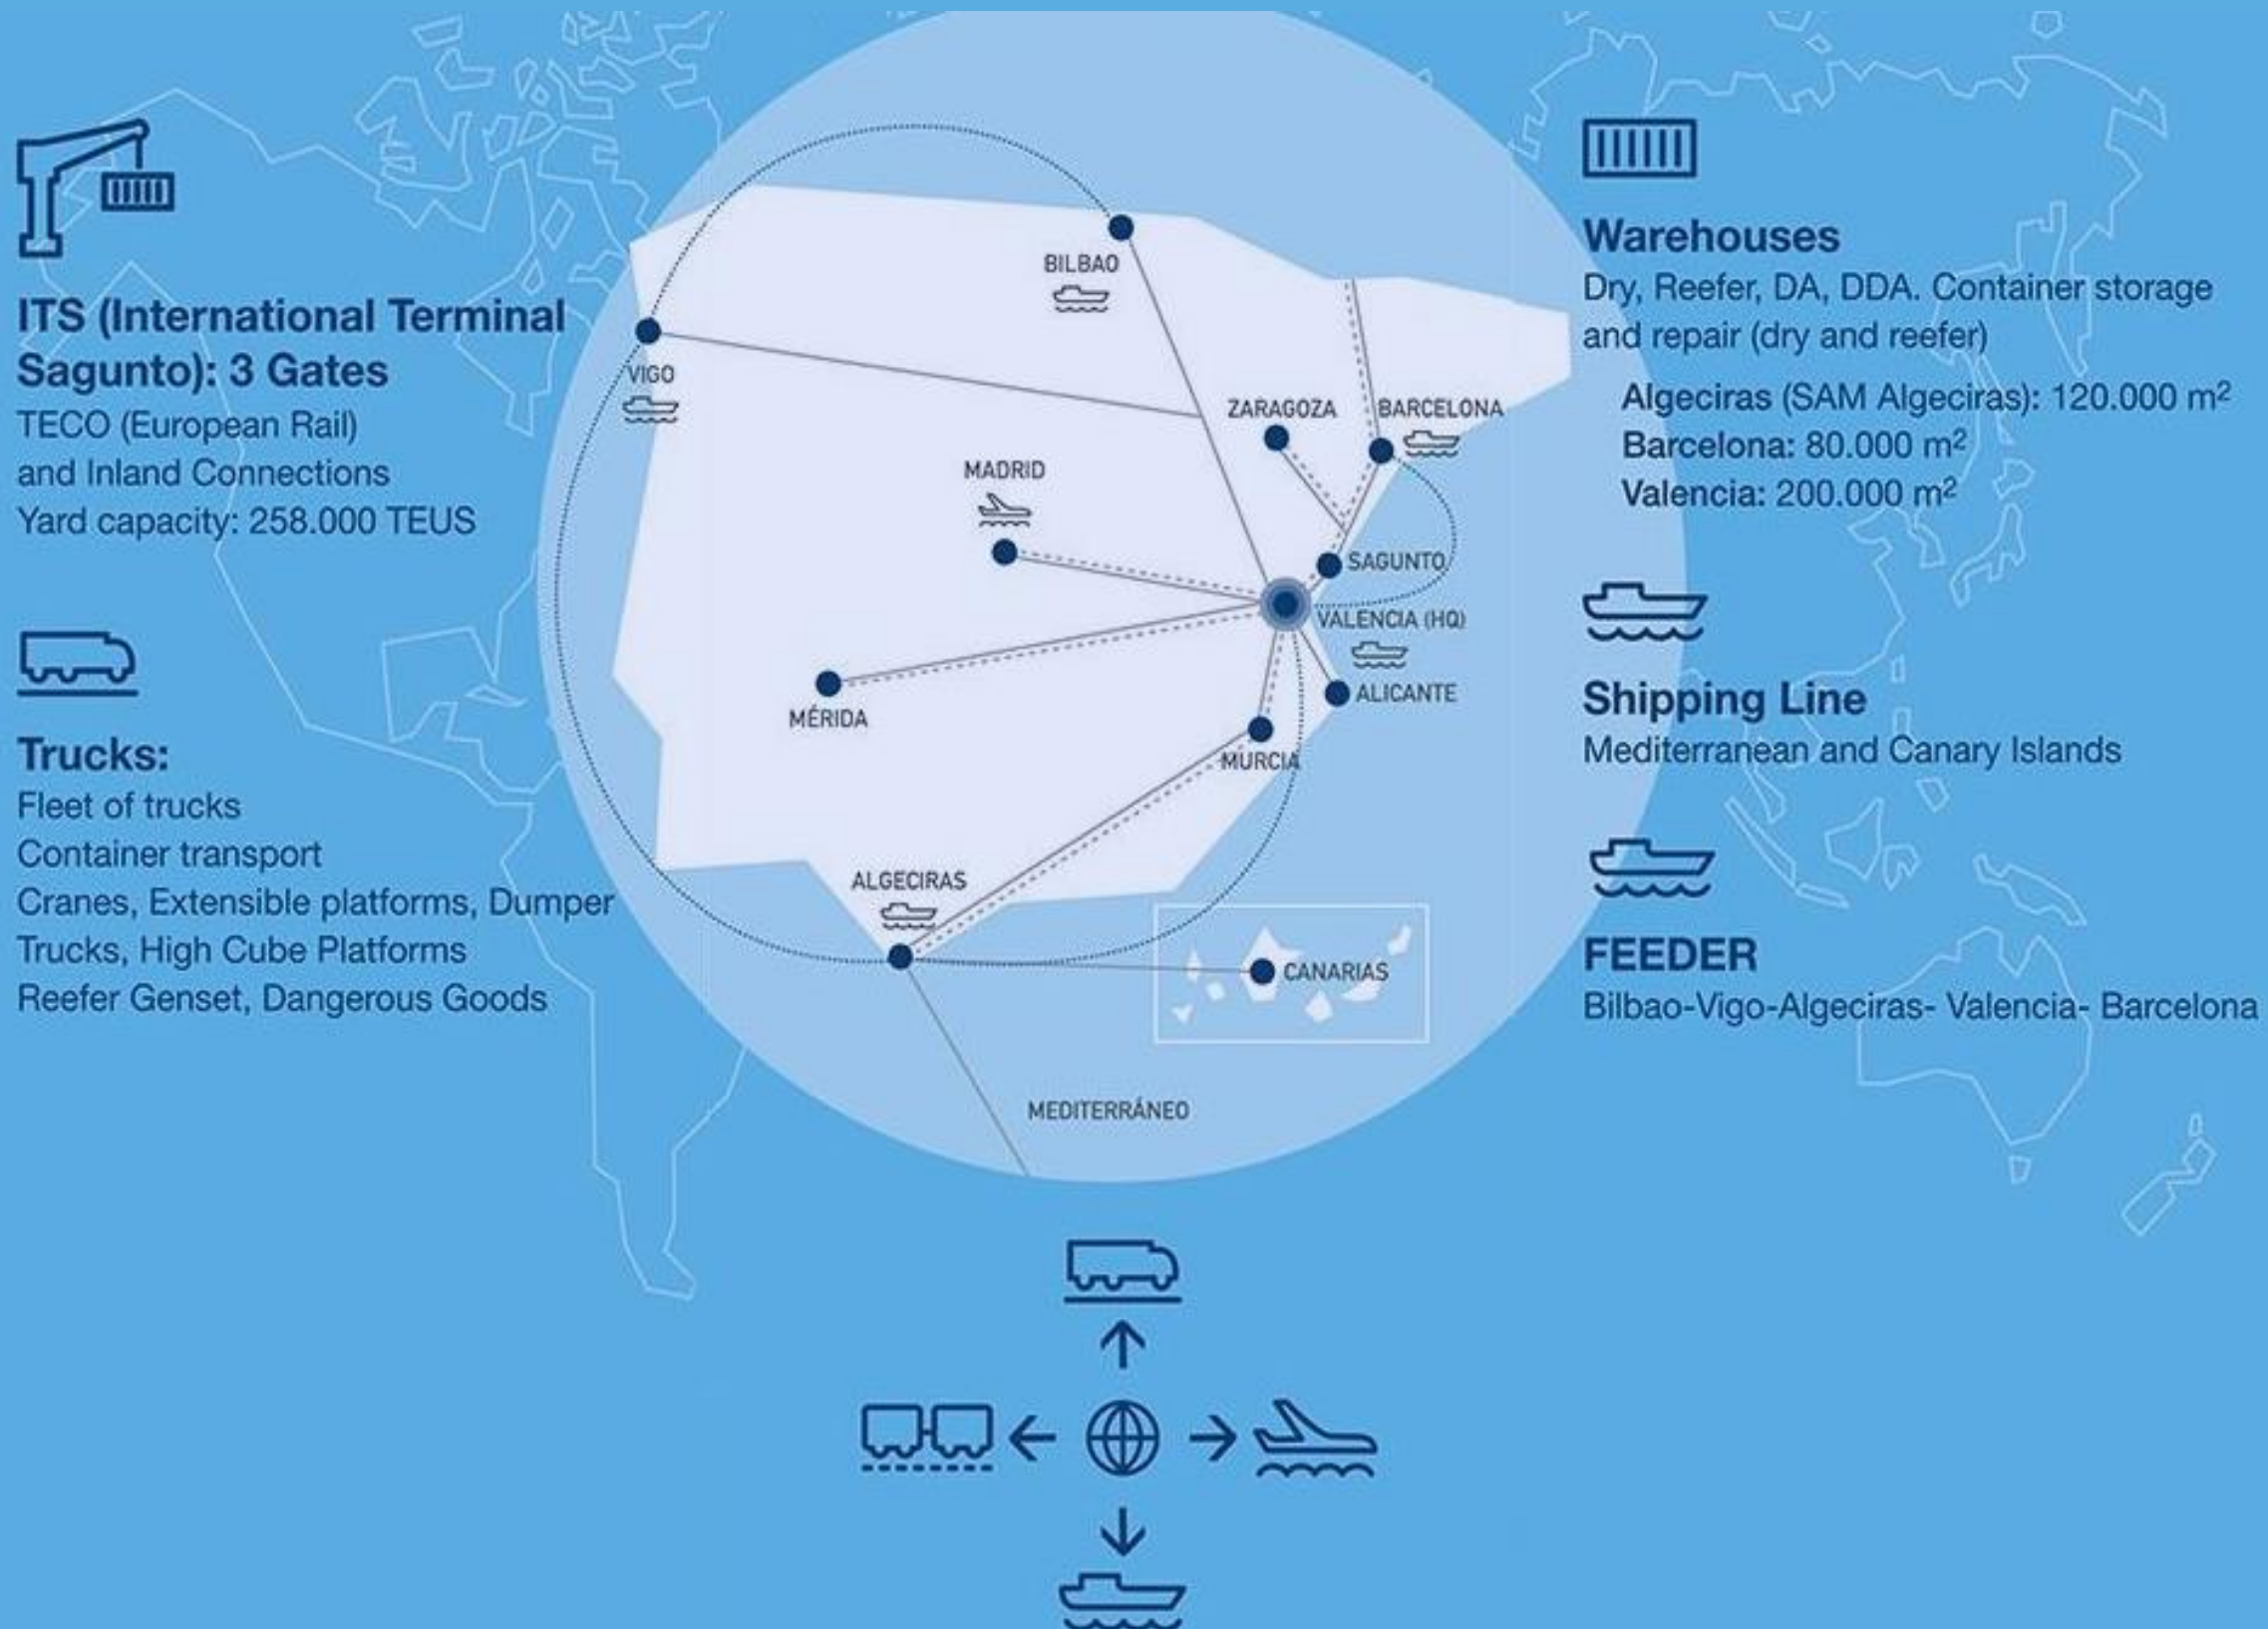 ITS (International Terminal
Sagunto): 3 Gates
TECO (European Rail)
and Inland Connections
Yard capacity: 258.000 TEUS
Trucks:
Fleet of trucks
Container transport
Cranes, Extensible platforms, Dumper
Trucks, High Cube Platforms
Reefer Genset, Dangerous Goods
BILBAO
VIGO
ZARAGOZA
BARCELONA
MADRID
SAGUNTO
VALENCIA (HQ)
ALICANTE
MÉRIDA
MURCIA
ALGECIRAS
CANARIAS
MEDITERRÁNEO
Warehouses
Dry, Reefer, DA, DDA. Container storage
and repair (dry and reefer)
Algeciras (SAM Algeciras): 120.000 m²
Barcelona: 80.000 m²
Valencia: 200.000 m²
Shipping Line
Mediterranean and Canary Islands
FEEDER
Bilbao-Vigo-Algeciras- Valencia- Barcelona